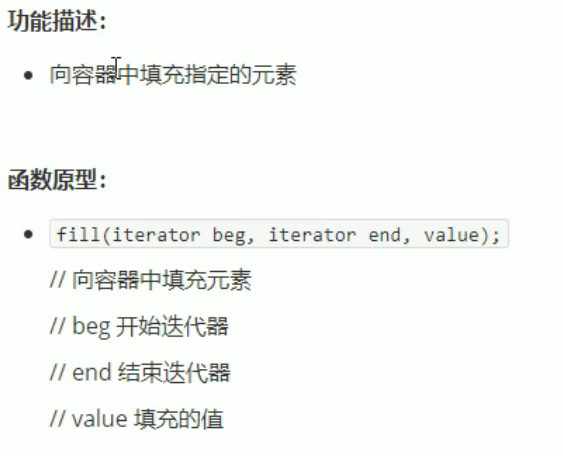 功能描述：
• 向容器中填充指定的元素
函数原型：
• fill(iterator beg, iterator end, value);
// 向容器中填充元素
// beg 开始迭代器
// end 结束迭代器
// value 填充的值